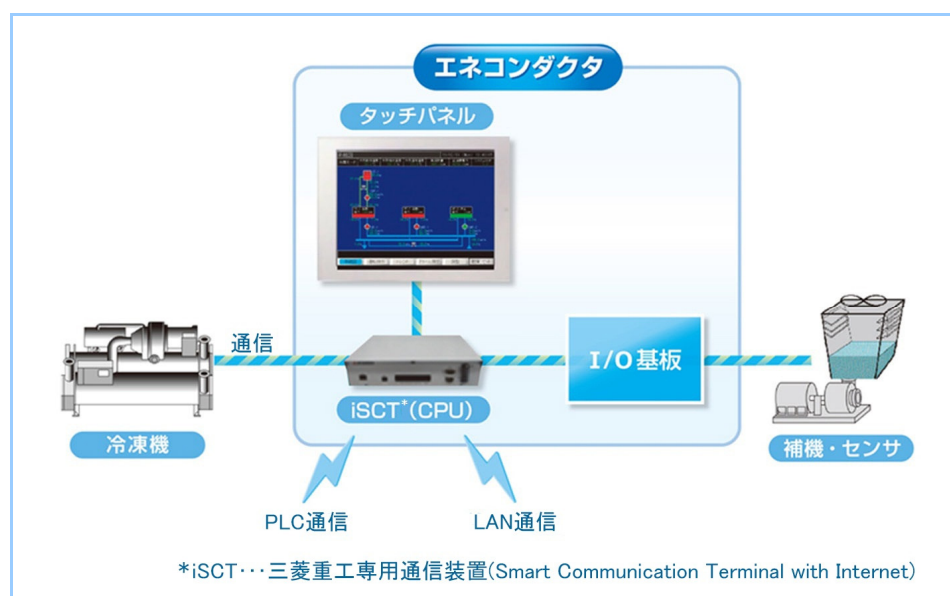 エネコンダクタ
タッチパネル
通信
I/O基板
iSCT*(CPU)
冷凍機
補機・センサ
PLC通信
LAN通信
*iSCT･･･三菱重工専用通信装置(Smart Communication Terminal with Internet)